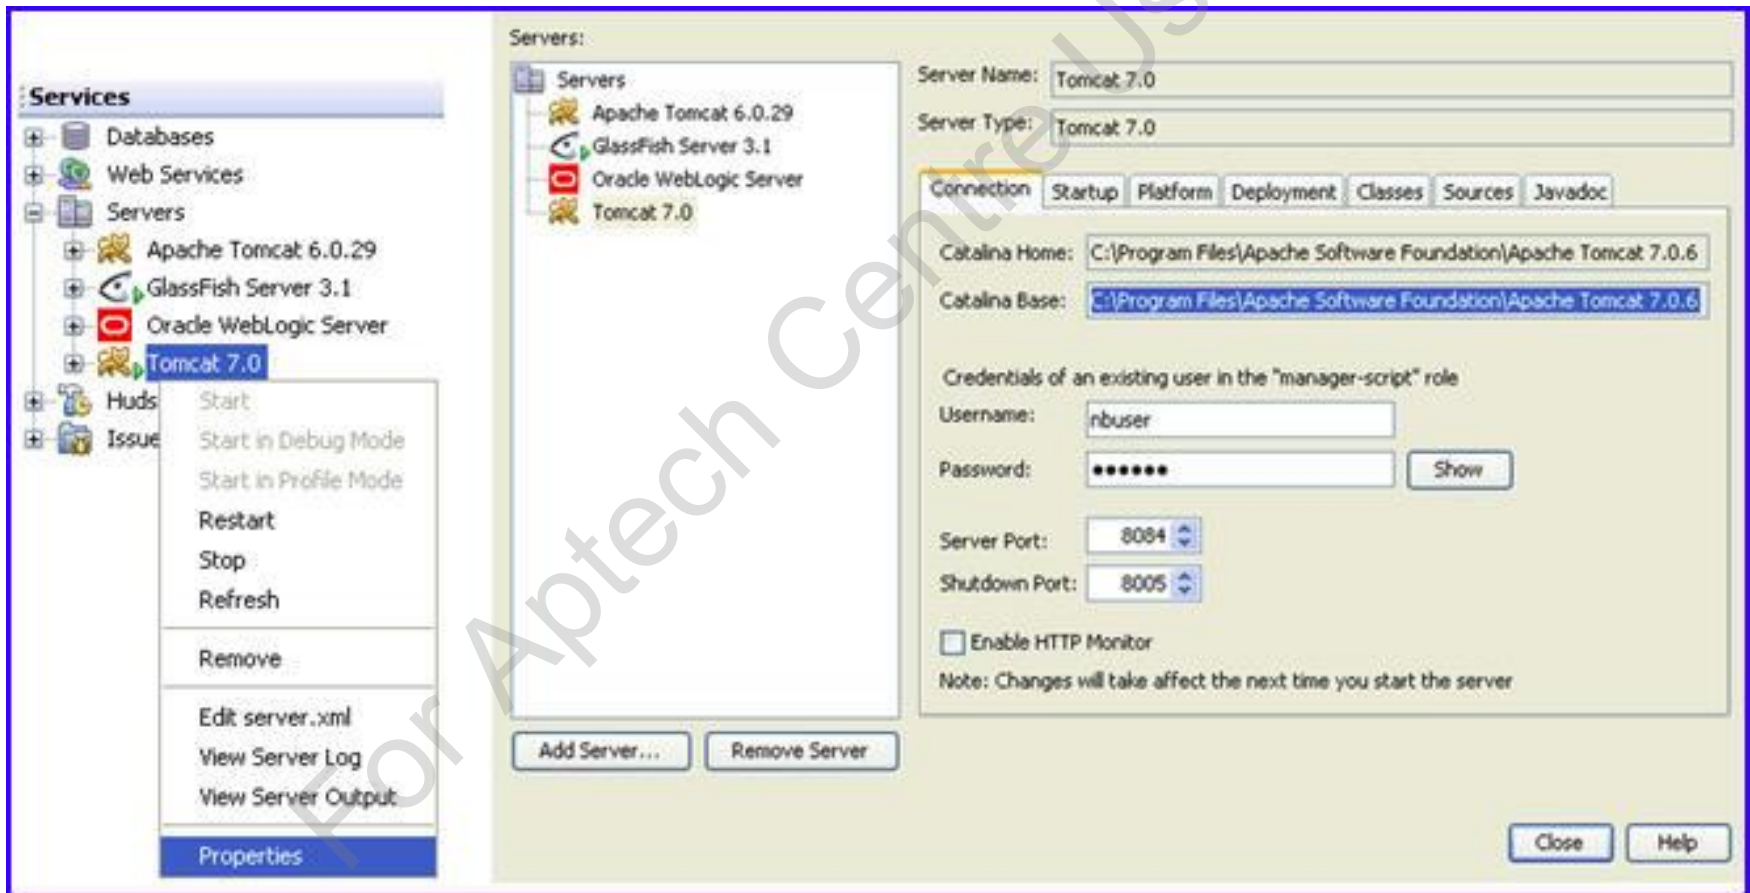 Services
Databases
Web Services
Servers
Apache Tomcat 6.0.29
GlassFish Server 3.1
Oracle WebLogic Server
Tomcat 7.0
Huds
Issue
Start
Start in Debug Mode
Start in Profile Mode
Restart
Stop
Refresh
Remove
Edit server.xml
View Server Log
View Server Output
Properties
Servers:
Servers
Apache Tomcat 6.0.29
GlassFish Server 3.1
Oracle WebLogic Server
Tomcat 7.0
Add Server...
Remove Server
Server Name: Tomcat 7.0
Server Type: Tomcat 7.0
Connection Startup Platform Deployment Classes Sources Javadoc
Catalina Home: C:\Program Files\Apache Software Foundation\Apache Tomcat 7.0.6
Catalina Base: C:\Program Files\Apache Software Foundation\Apache Tomcat 7.0.6
Credentials of an existing user in the "manager-script" role
Username: nbuser
Password: ●●●●●● Show
Server Port: 8084
Shutdown Port: 8005
Enable HTTP Monitor
Note: Changes will take affect the next time you start the server
Close Help
For Aptech Centre Us